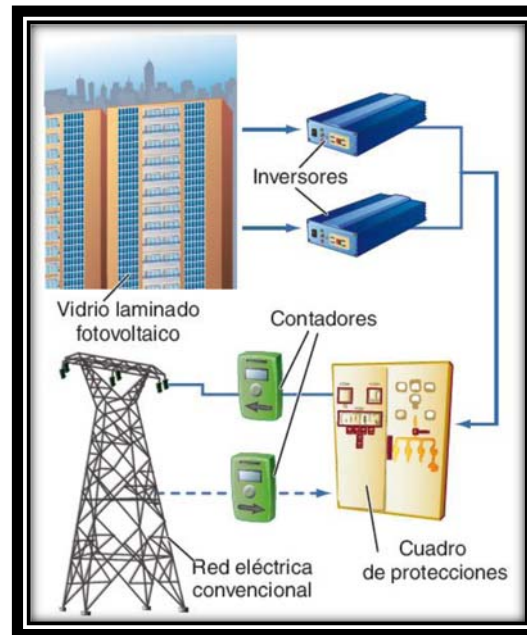 Inversores
Vidrio laminado
fotovoltaico
Contadores
Red eléctrica
convencional
Cuadro
de protecciones